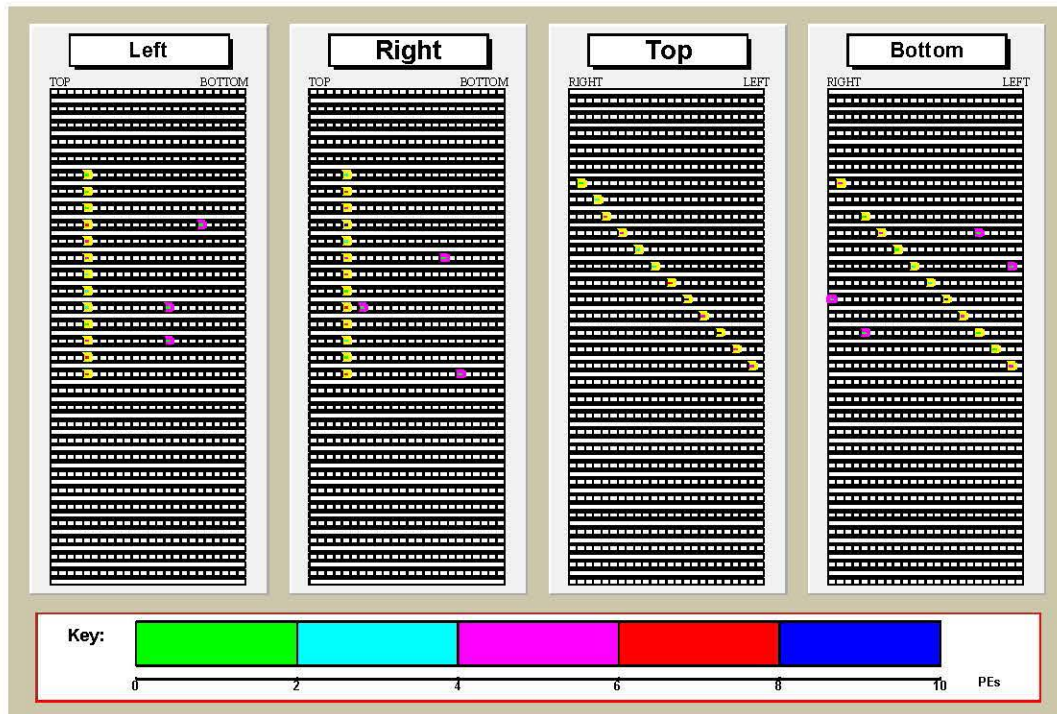 Left Right Top Bottom
TOP BOTTOM TOP BOTTOM RIGHT LEFT RIGHT LEFT
Key:
0 2 4 6 8 10 PEs